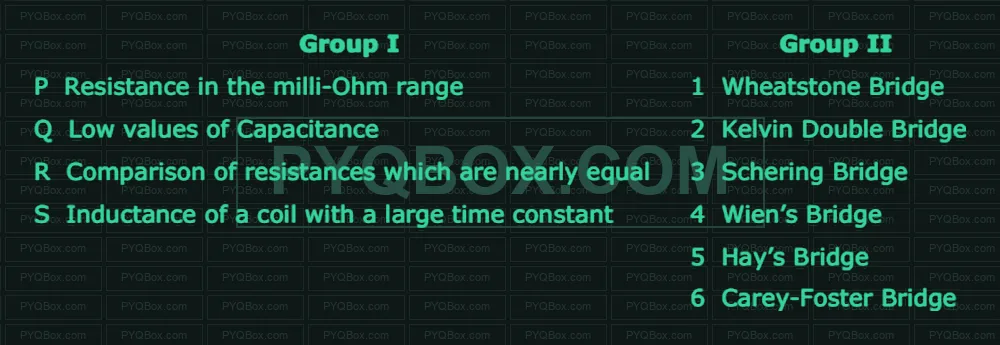 Group I Group II
P Resistance in the milli-Ohm range 1 Wheatstone Bridge
Q Low values of Capacitance 2 Kelvin Double Bridge
R Comparison of resistances which are nearly equal 3 Schering Bridge
S Inductance of a coil with a large time constant 4 Wien's Bridge
5 Hay's Bridge
6 Carey-Foster Bridge
PYQBOX.COM
PYQBox.com